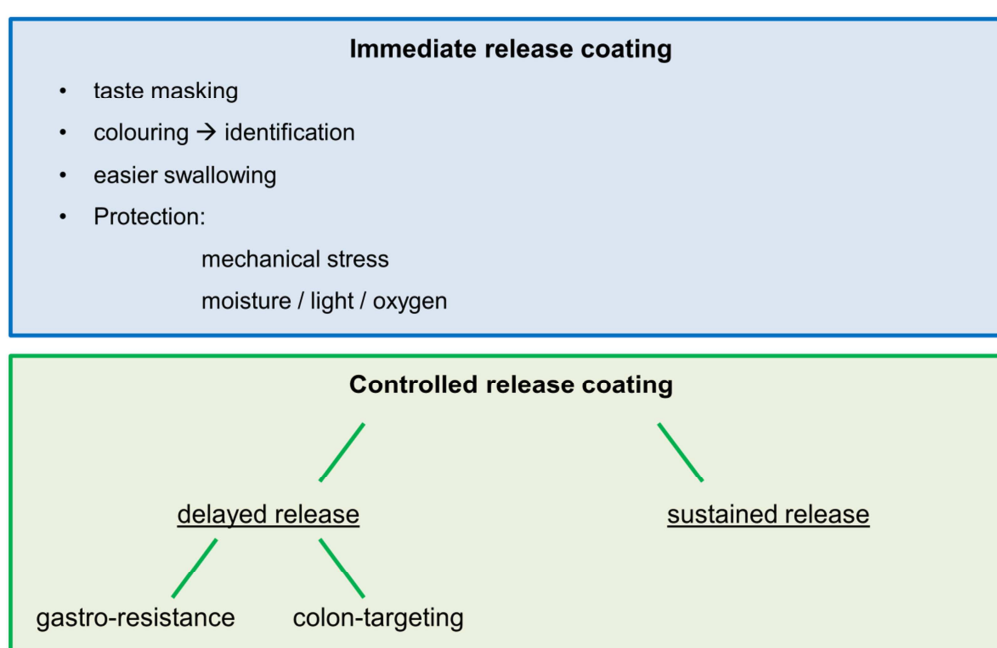 Immediate release coating
• taste masking
• colouring → identification
• easier swallowing
• Protection:
mechanical stress
moisture / light / oxygen
Controlled release coating
delayed release sustained release
gastro-resistance colon-targeting